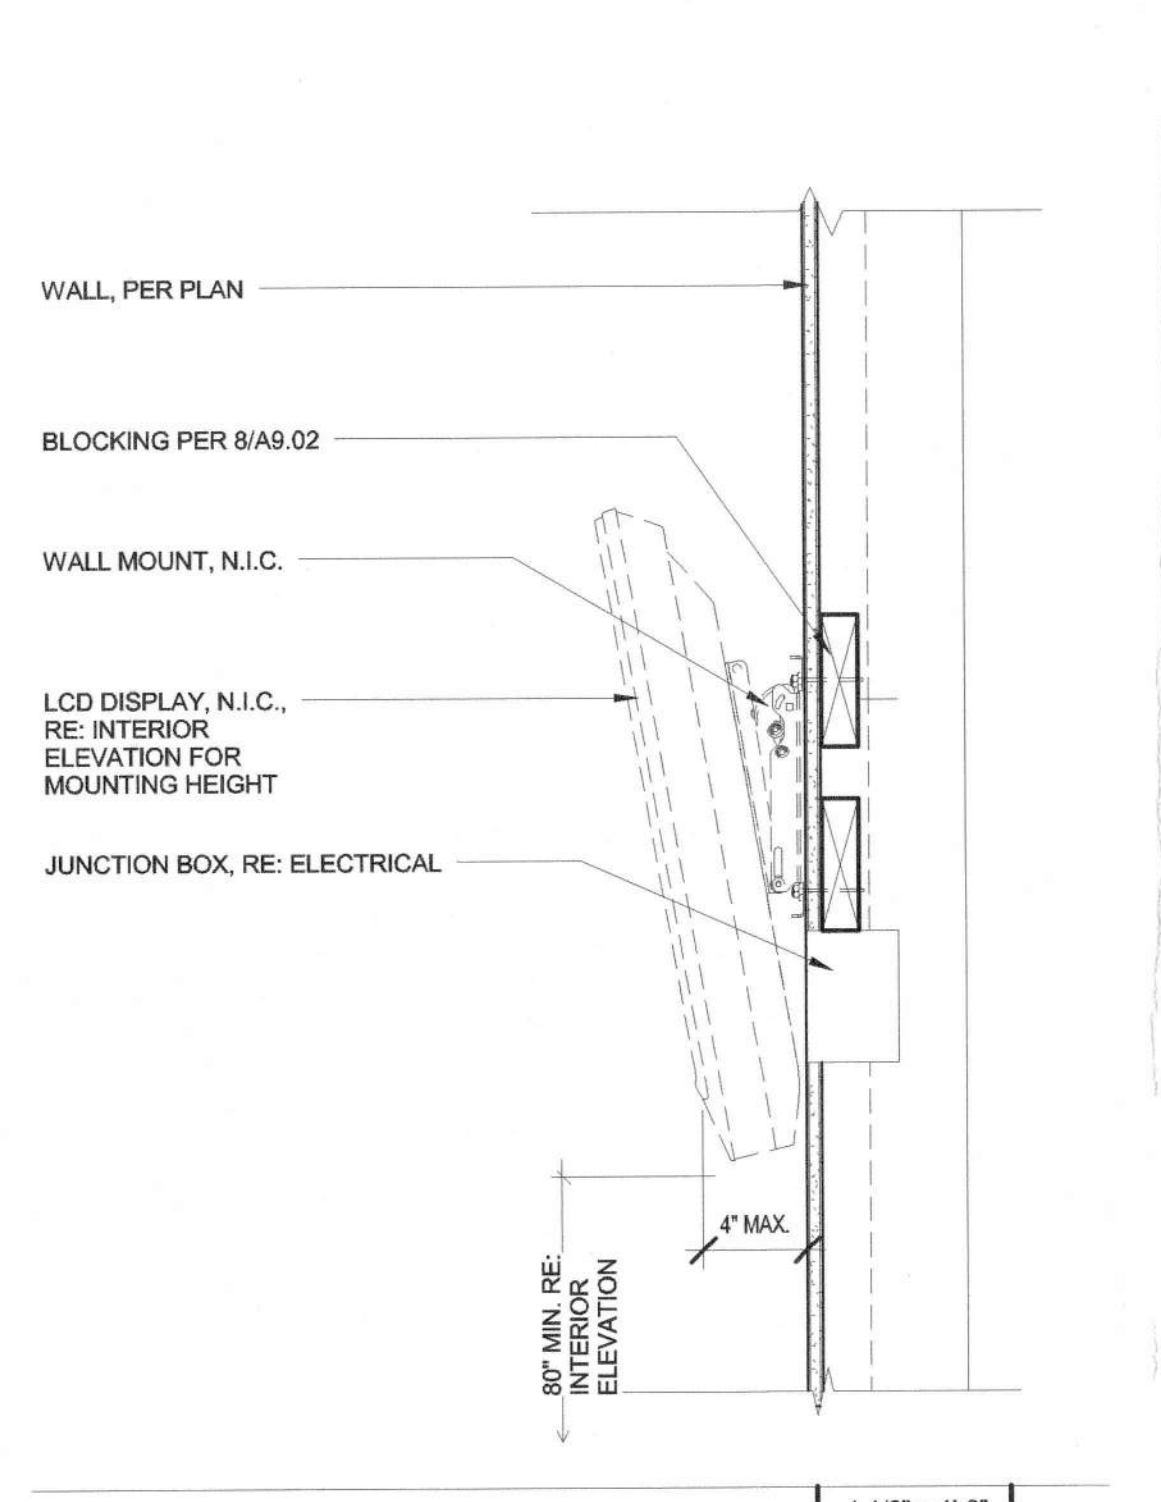 WALL, PER PLAN
BLOCKING PER 8/A9.02
WALL MOUNT, N.I.C.
LCD DISPLAY, N.I.C.,
RE: INTERIOR
ELEVATION FOR
MOUNTING HEIGHT
JUNCTION BOX, RE: ELECTRICAL
4" MAX.
80" MIN. RE:
INTERIOR
ELEVATION